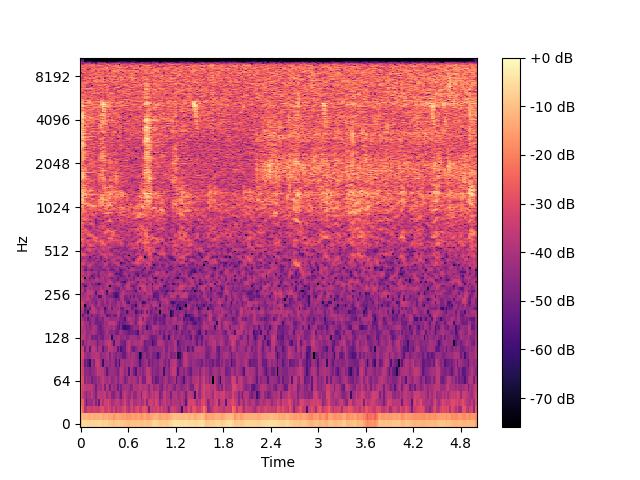 8192
4096
2048
1024
512
256
128
64
0
Hz
0 0.6 1.2 1.8 2.4 3 3.6 4.2 4.8
Time
+0 dB
-10 dB
-20 dB
-30 dB
-40 dB
-50 dB
-60 dB
-70 dB